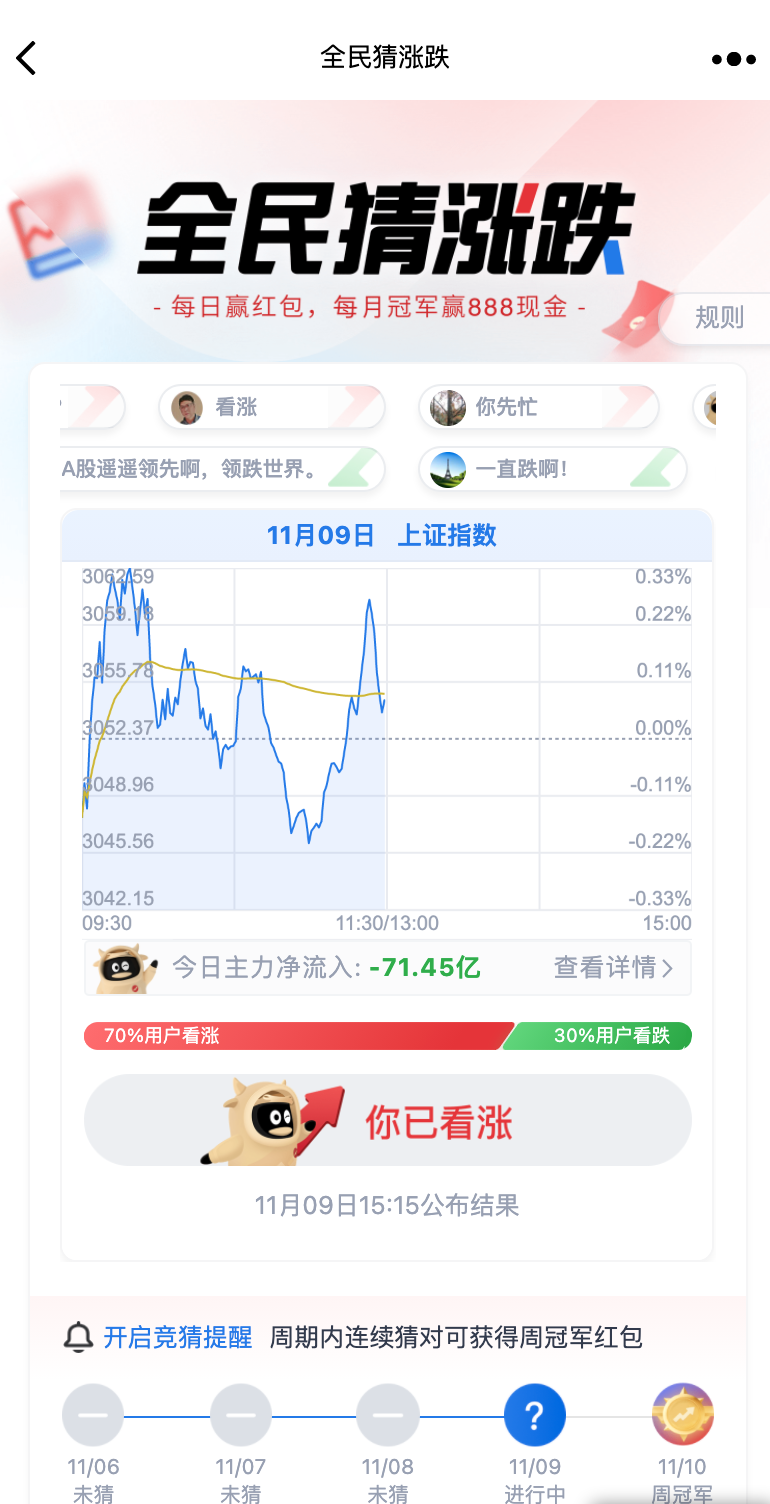 全民猜涨跌
全民猜涨跌
- 每日赢红包，每月冠军赢888现金 -
规则
看涨
你先忙
A股遥遥领先啊，领跌世界。
一直跌啊！
11月09日 上证指数
3062.59
0.33%
3059.18
0.22%
3055.78
0.11%
3052.37
0.00%
3048.96
-0.11%
3045.56
-0.22%
3042.15
-0.33%
09:30
11:30/13:00
15:00
今日主力净流入: -71.45亿
查看详情
70%用户看涨
30%用户看跌
你已看涨
11月09日15:15公布结果
开启竞猜提醒 周期内连续猜对可获得周冠军红包
?
11/06
11/07
11/08
11/09
11/10
未猜
未猜
未猜
进行中
周冠军